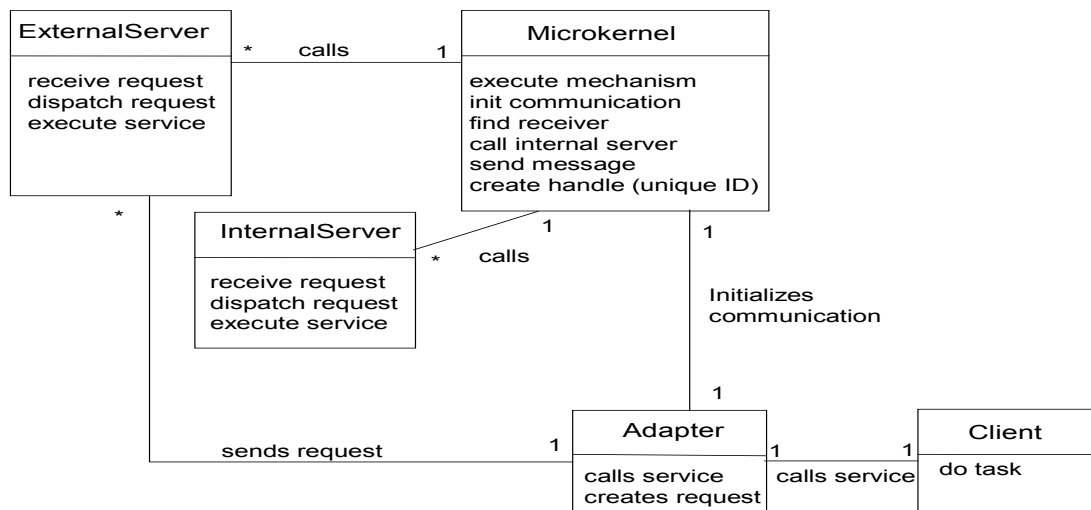 ExternalServer
receive request
dispatch request
execute service
* calls 1
Microkernel
execute mechanism
init communication
find receiver
call internal server
send message
create handle (unique ID)
*
InternalServer
receive request
dispatch request
execute service
1
* calls
1
Initializes
communication
1
sends request 1
Adapter
calls service
creates request
1 calls service 1
Client
do task